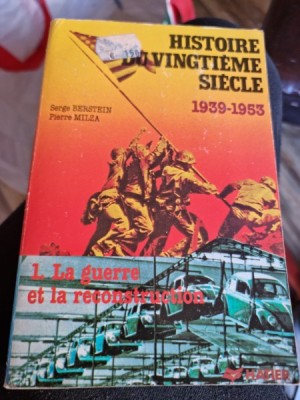 HISTOIRE
DU VINGTIÈME
SIÈCLE
1939-1953
Serge BERSTEIN
Pierre MILZA
1. La guerre
et la reconstruction
HATIER